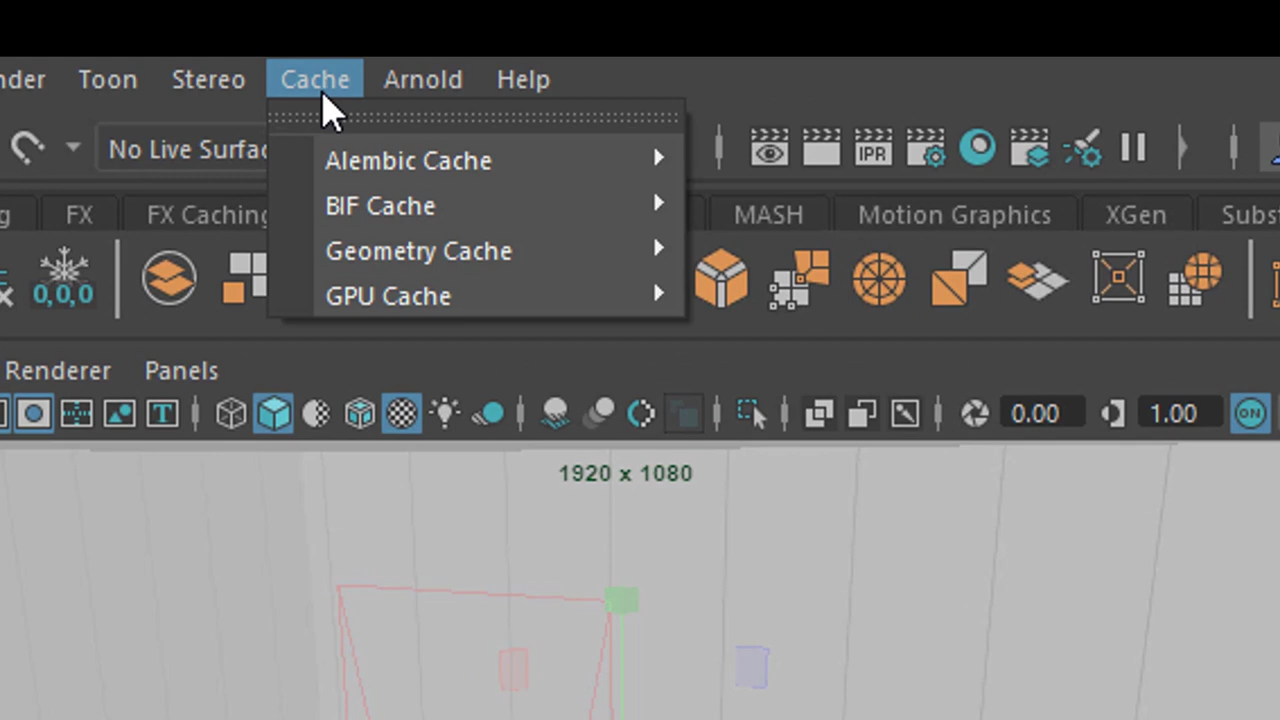 nder Toon Stereo Cache Arnold Help
No Live Surfac
IPR
Alembic Cache
BIF Cache
Geometry Cache
GPU Cache
g FX FX Caching MASH Motion Graphics XGen Subst
0,0,0
Renderer Panels
T 0.00 1.00 ON
1920 x 1080